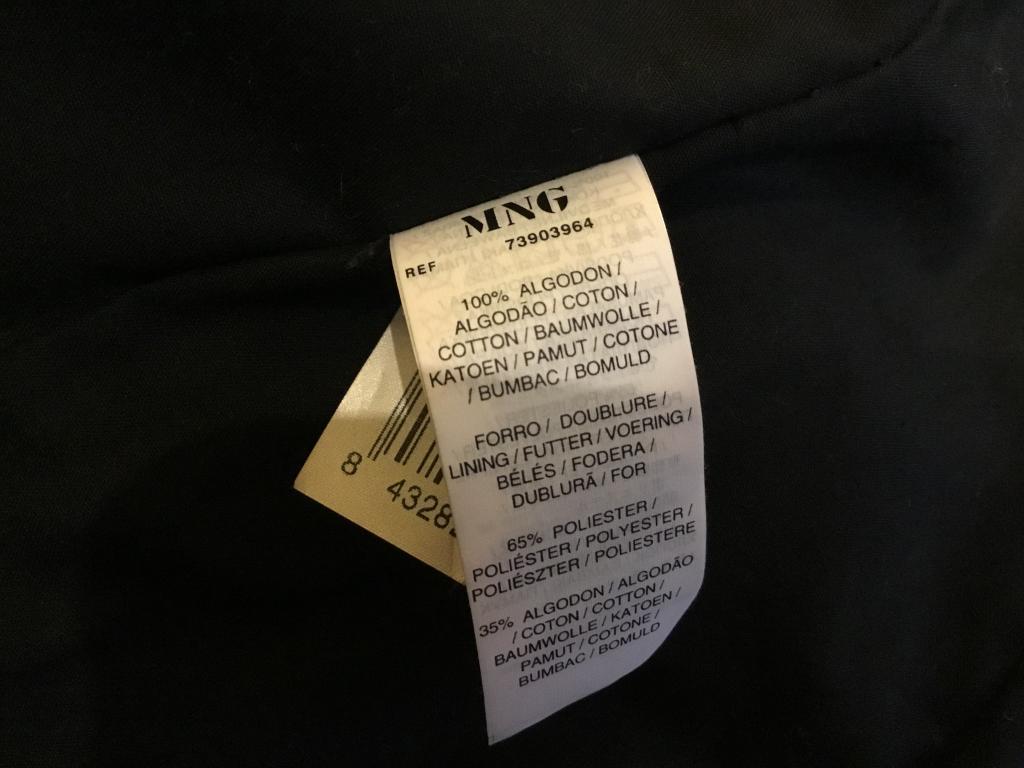 MNG
REF 73903964
100% ALGODON /
ALGODÃO / COTON /
COTTON / BAUMWOLLE /
KATOEN / PAMUT / COTONE
/ BUMBAC / BOMULD
FORRO / DOUBLURE /
LINING / FUTTER / VOERING /
BÉLÉS / FODERA /
DUBLURĂ / FOR
65% POLIESTER /
POLIÉSTER / POLYESTER /
POLIÉSZTER / POLIESTERE
35% ALGODON / ALGODÃO
/ COTON / COTTON /
BAUMWOLLE / KATOEN /
PAMUT / COTONE /
BUMBAC / BOMULD
8 4328